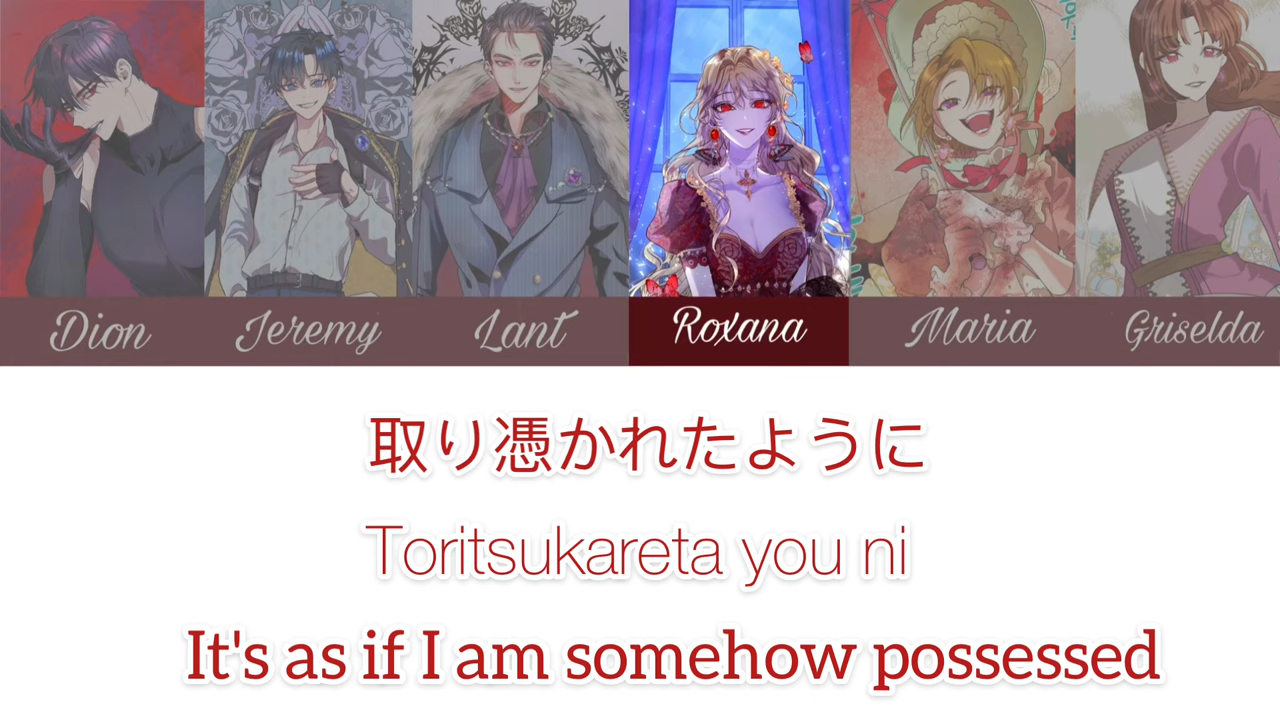 Dion Jeremy Lant Roxana Maria Griselda
取り憑かれたように
Toritsukareta you ni
It's as if I am somehow possessed